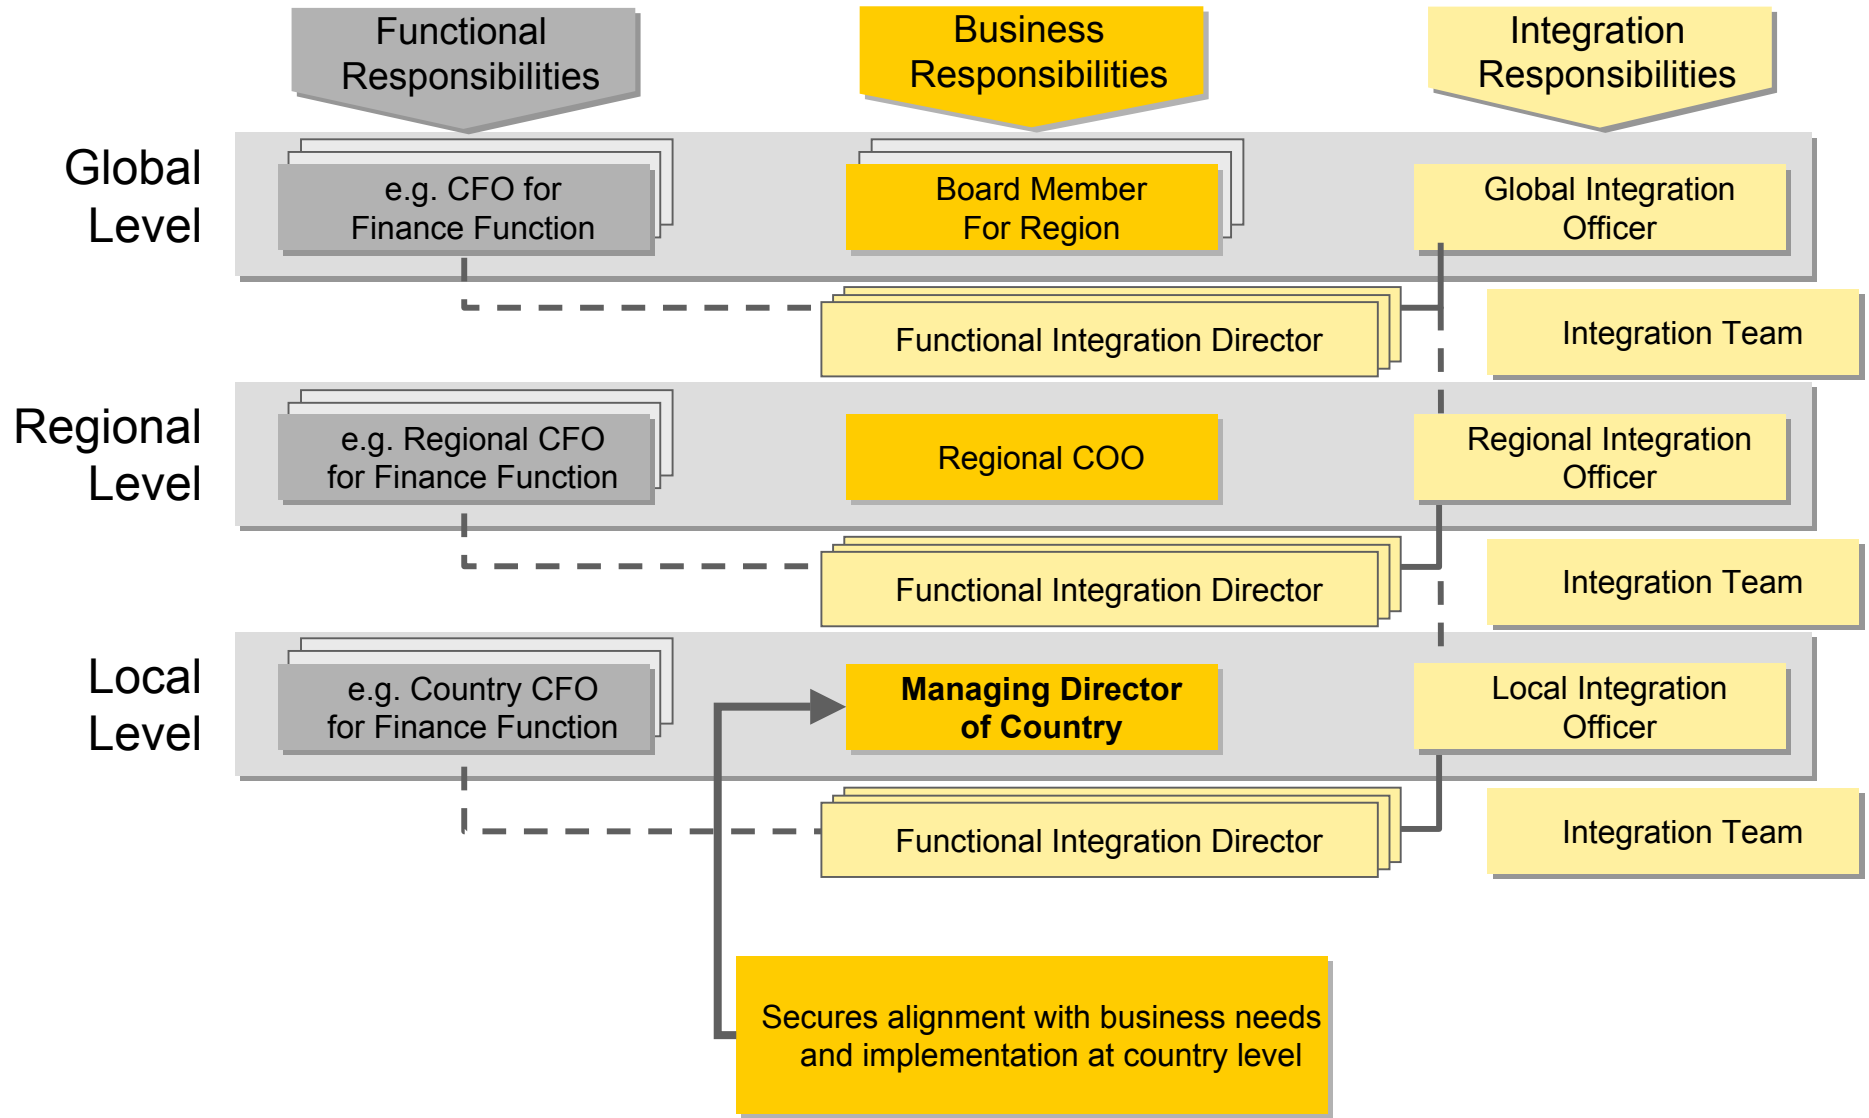 Functional
Responsibilities
Business
Responsibilities
Integration
Responsibilities
Global
Level
e.g. CFO for
Finance Function
Board Member
For Region
Global Integration
Officer
Functional Integration Director
Integration Team
Regional
Level
e.g. Regional CFO
for Finance Function
Regional COO
Regional Integration
Officer
Functional Integration Director
Integration Team
Local
Level
e.g. Country CFO
for Finance Function
Managing Director
of Country
Local Integration
Officer
Functional Integration Director
Integration Team
Secures alignment with business needs
and implementation at country level